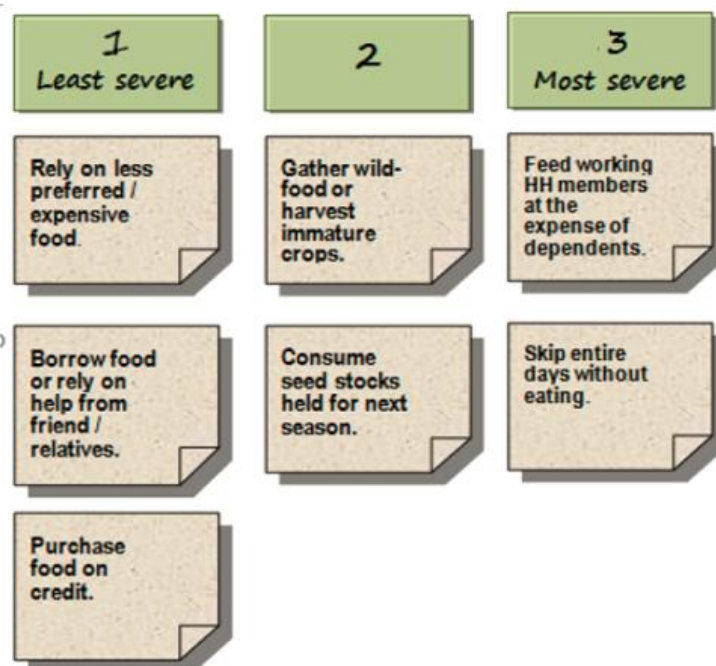 1
Least severe
2
3
Most severe
Rely on less
preferred /
expensive
food.
Gather wild-
food or
harvest
immature
crops.
Feed working
HH members
at the
expense of
dependents.
Borrow food
or rely on
help from
friend /
relatives.
Consume
seed stocks
held for next
season.
Skip entire
days without
eating.
Purchase
food on
credit.